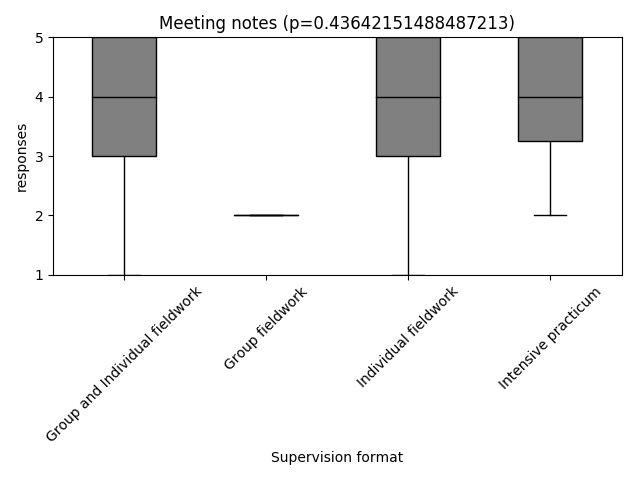 Meeting notes (p=0.43642151488487213)
5
4
3
2
1
responses
Group and Individual fieldwork
Group fieldwork
Individual fieldwork
Intensive practicum
Supervision format